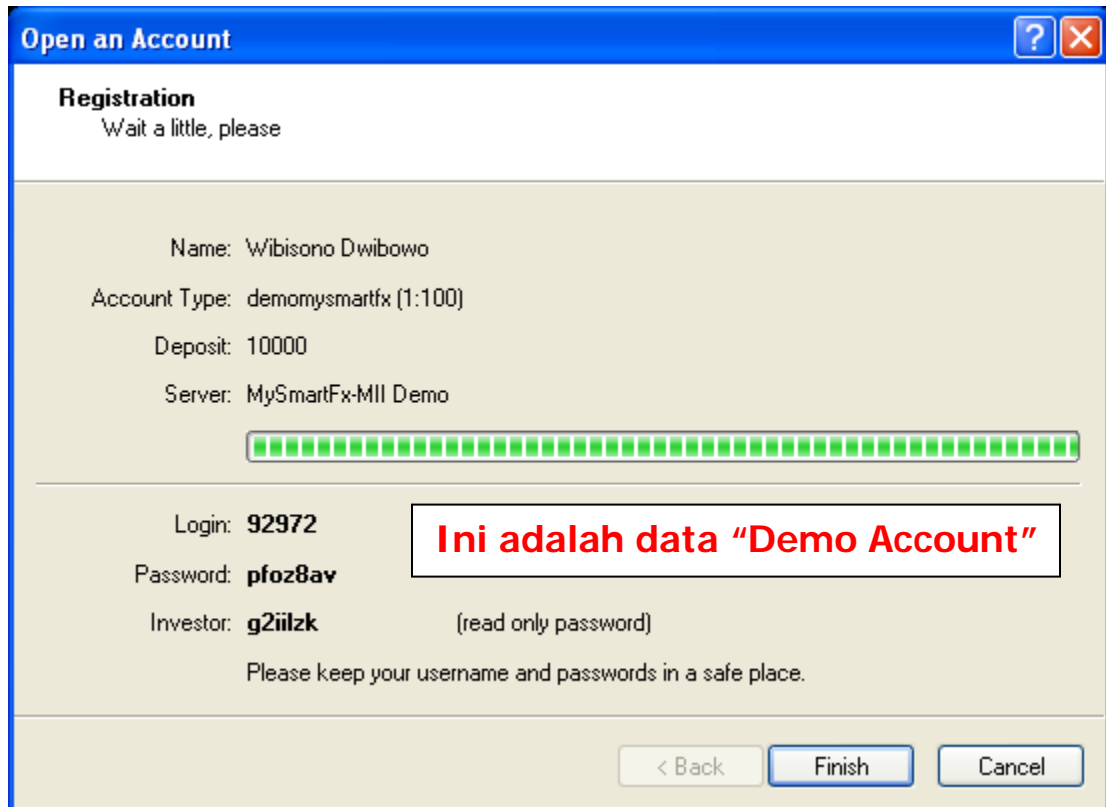 Open an Account
Registration
Wait a little, please
Name: Wibisono Dwibowo
Account Type: demomysmartfx (1:100)
Deposit: 10000
Server: MySmartFx-MII Demo
Login: 92972
Ini adalah data “Demo Account”
Password: pfoz8av
Investor: g2iilzk (read only password)
Please keep your username and passwords in a safe place.
< Back Finish Cancel